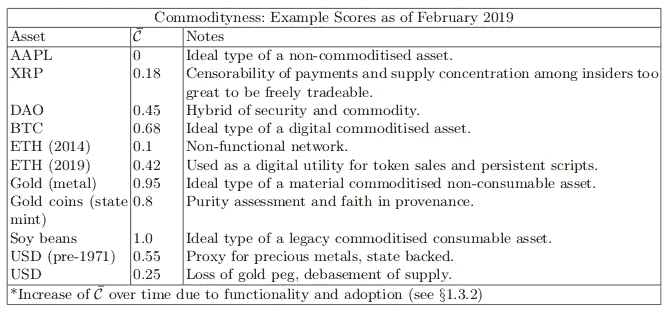 Commodityness: Example Scores as of February 2019
Asset C̄ Notes
AAPL 0 Ideal type of a non-commoditised asset.
XRP 0.18 Censorability of payments and supply concentration among insiders too
great to be freely tradeable.
DAO 0.45 Hybrid of security and commodity.
BTC 0.68 Ideal type of a digital commoditised asset.
ETH (2014) 0.1 Non-functional network.
ETH (2019) 0.42 Used as a digital utility for token sales and persistent scripts.
Gold (metal) 0.95 Ideal type of a material commoditised non-consumable asset.
Gold coins (state 0.8 Purity assessment and faith in provenance.
mint)
Soy beans 1.0 Ideal type of a legacy commoditised consumable asset.
USD (pre-1971) 0.55 Proxy for precious metals, state backed.
USD 0.25 Loss of gold peg, debasement of supply.
*Increase of C̄ over time due to functionality and adoption (see §1.3.2)